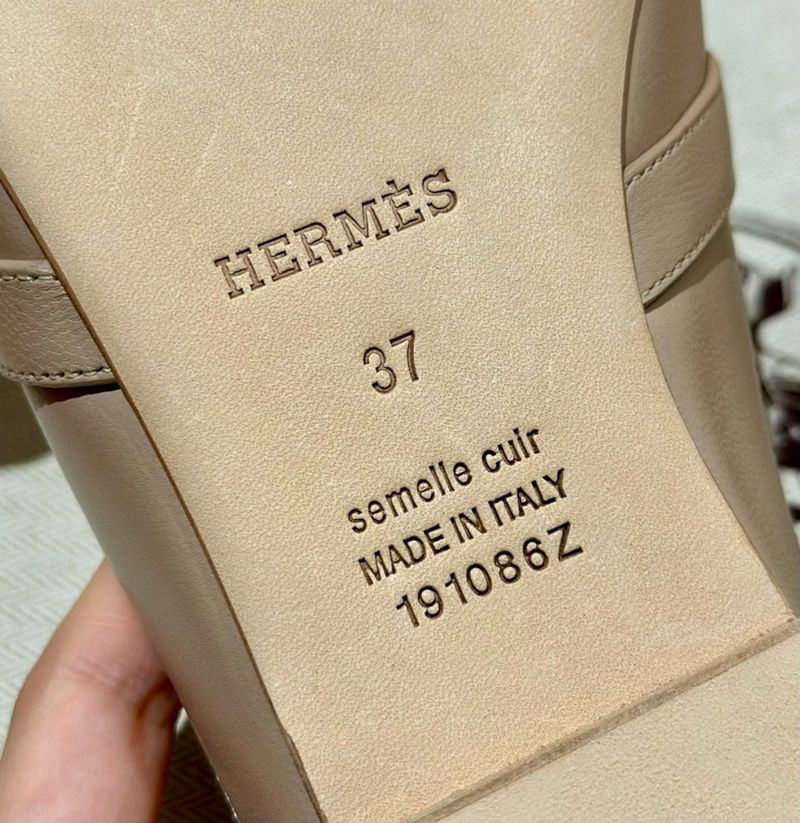 HERMÈS
37
semelle cuir
MADE IN ITALY
191086Z